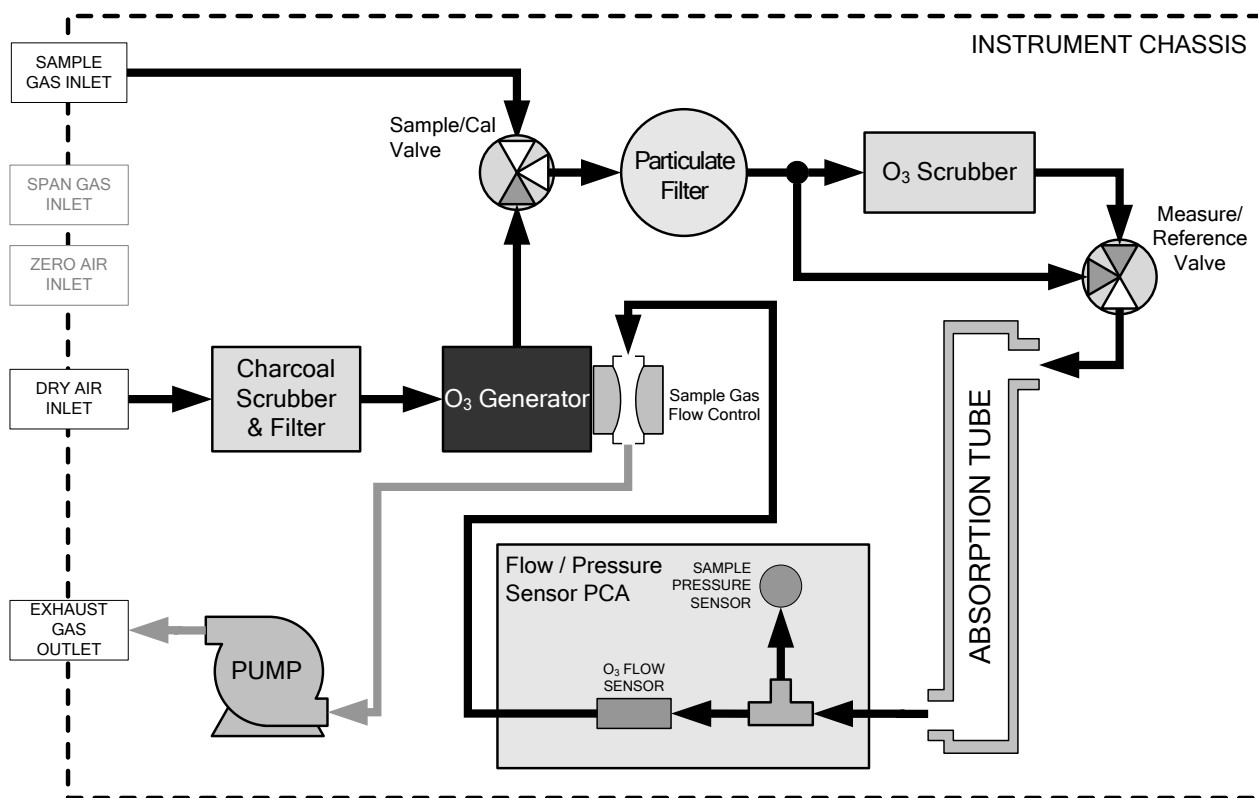 INSTRUMENT CHASSIS
SAMPLE
GAS INLET
Sample/Cal
Valve
Particulate
Filter
O₃ Scrubber
Measure/
Reference
Valve
SPAN GAS
INLET
ZERO AIR
INLET
DRY AIR
INLET
Charcoal
Scrubber
& Filter
O₃ Generator
Sample Gas
Flow Control
ABSORPTION TUBE
Flow / Pressure
Sensor PCA
SAMPLE
PRESSURE
SENSOR
O₃ FLOW
SENSOR
EXHAUST
GAS
OUTLET
PUMP